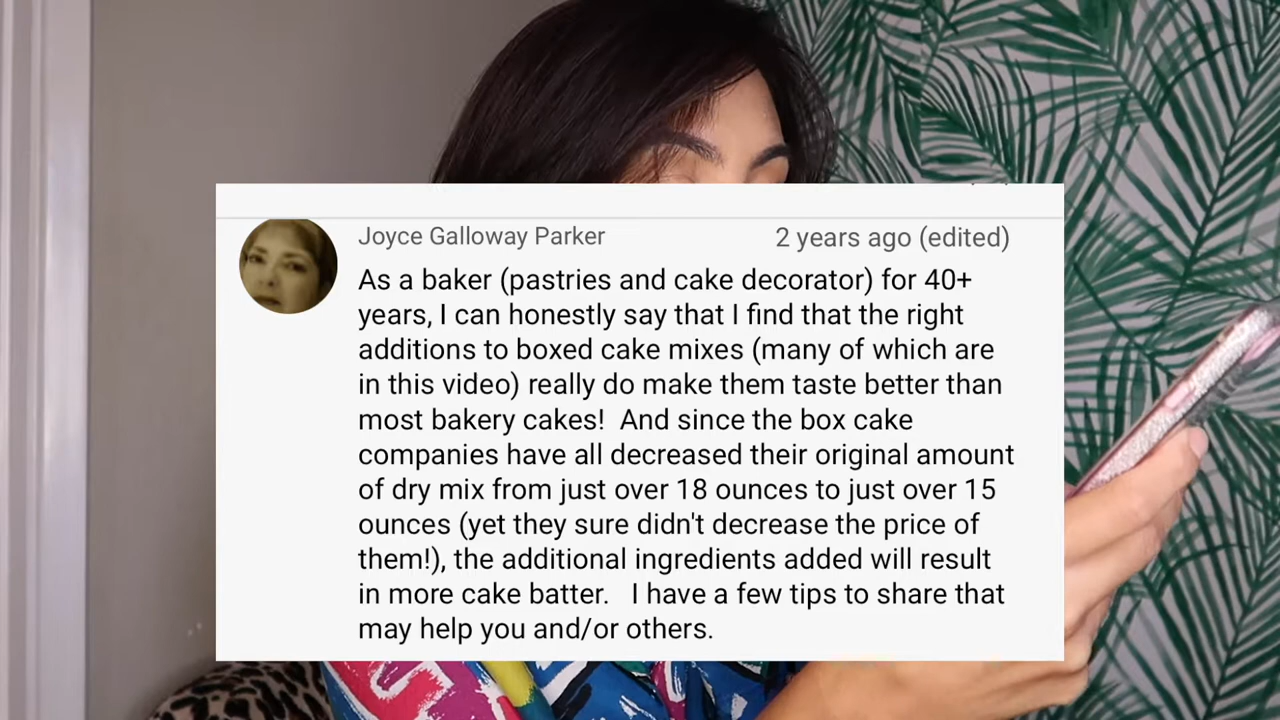 Joyce Galloway Parker 2 years ago (edited)
As a baker (pastries and cake decorator) for 40+
years, I can honestly say that I find that the right
additions to boxed cake mixes (many of which are
in this video) really do make them taste better than
most bakery cakes!  And since the box cake
companies have all decreased their original amount
of dry mix from just over 18 ounces to just over 15
ounces (yet they sure didn't decrease the price of
them!), the additional ingredients added will result
in more cake batter.   I have a few tips to share that
may help you and/or others.